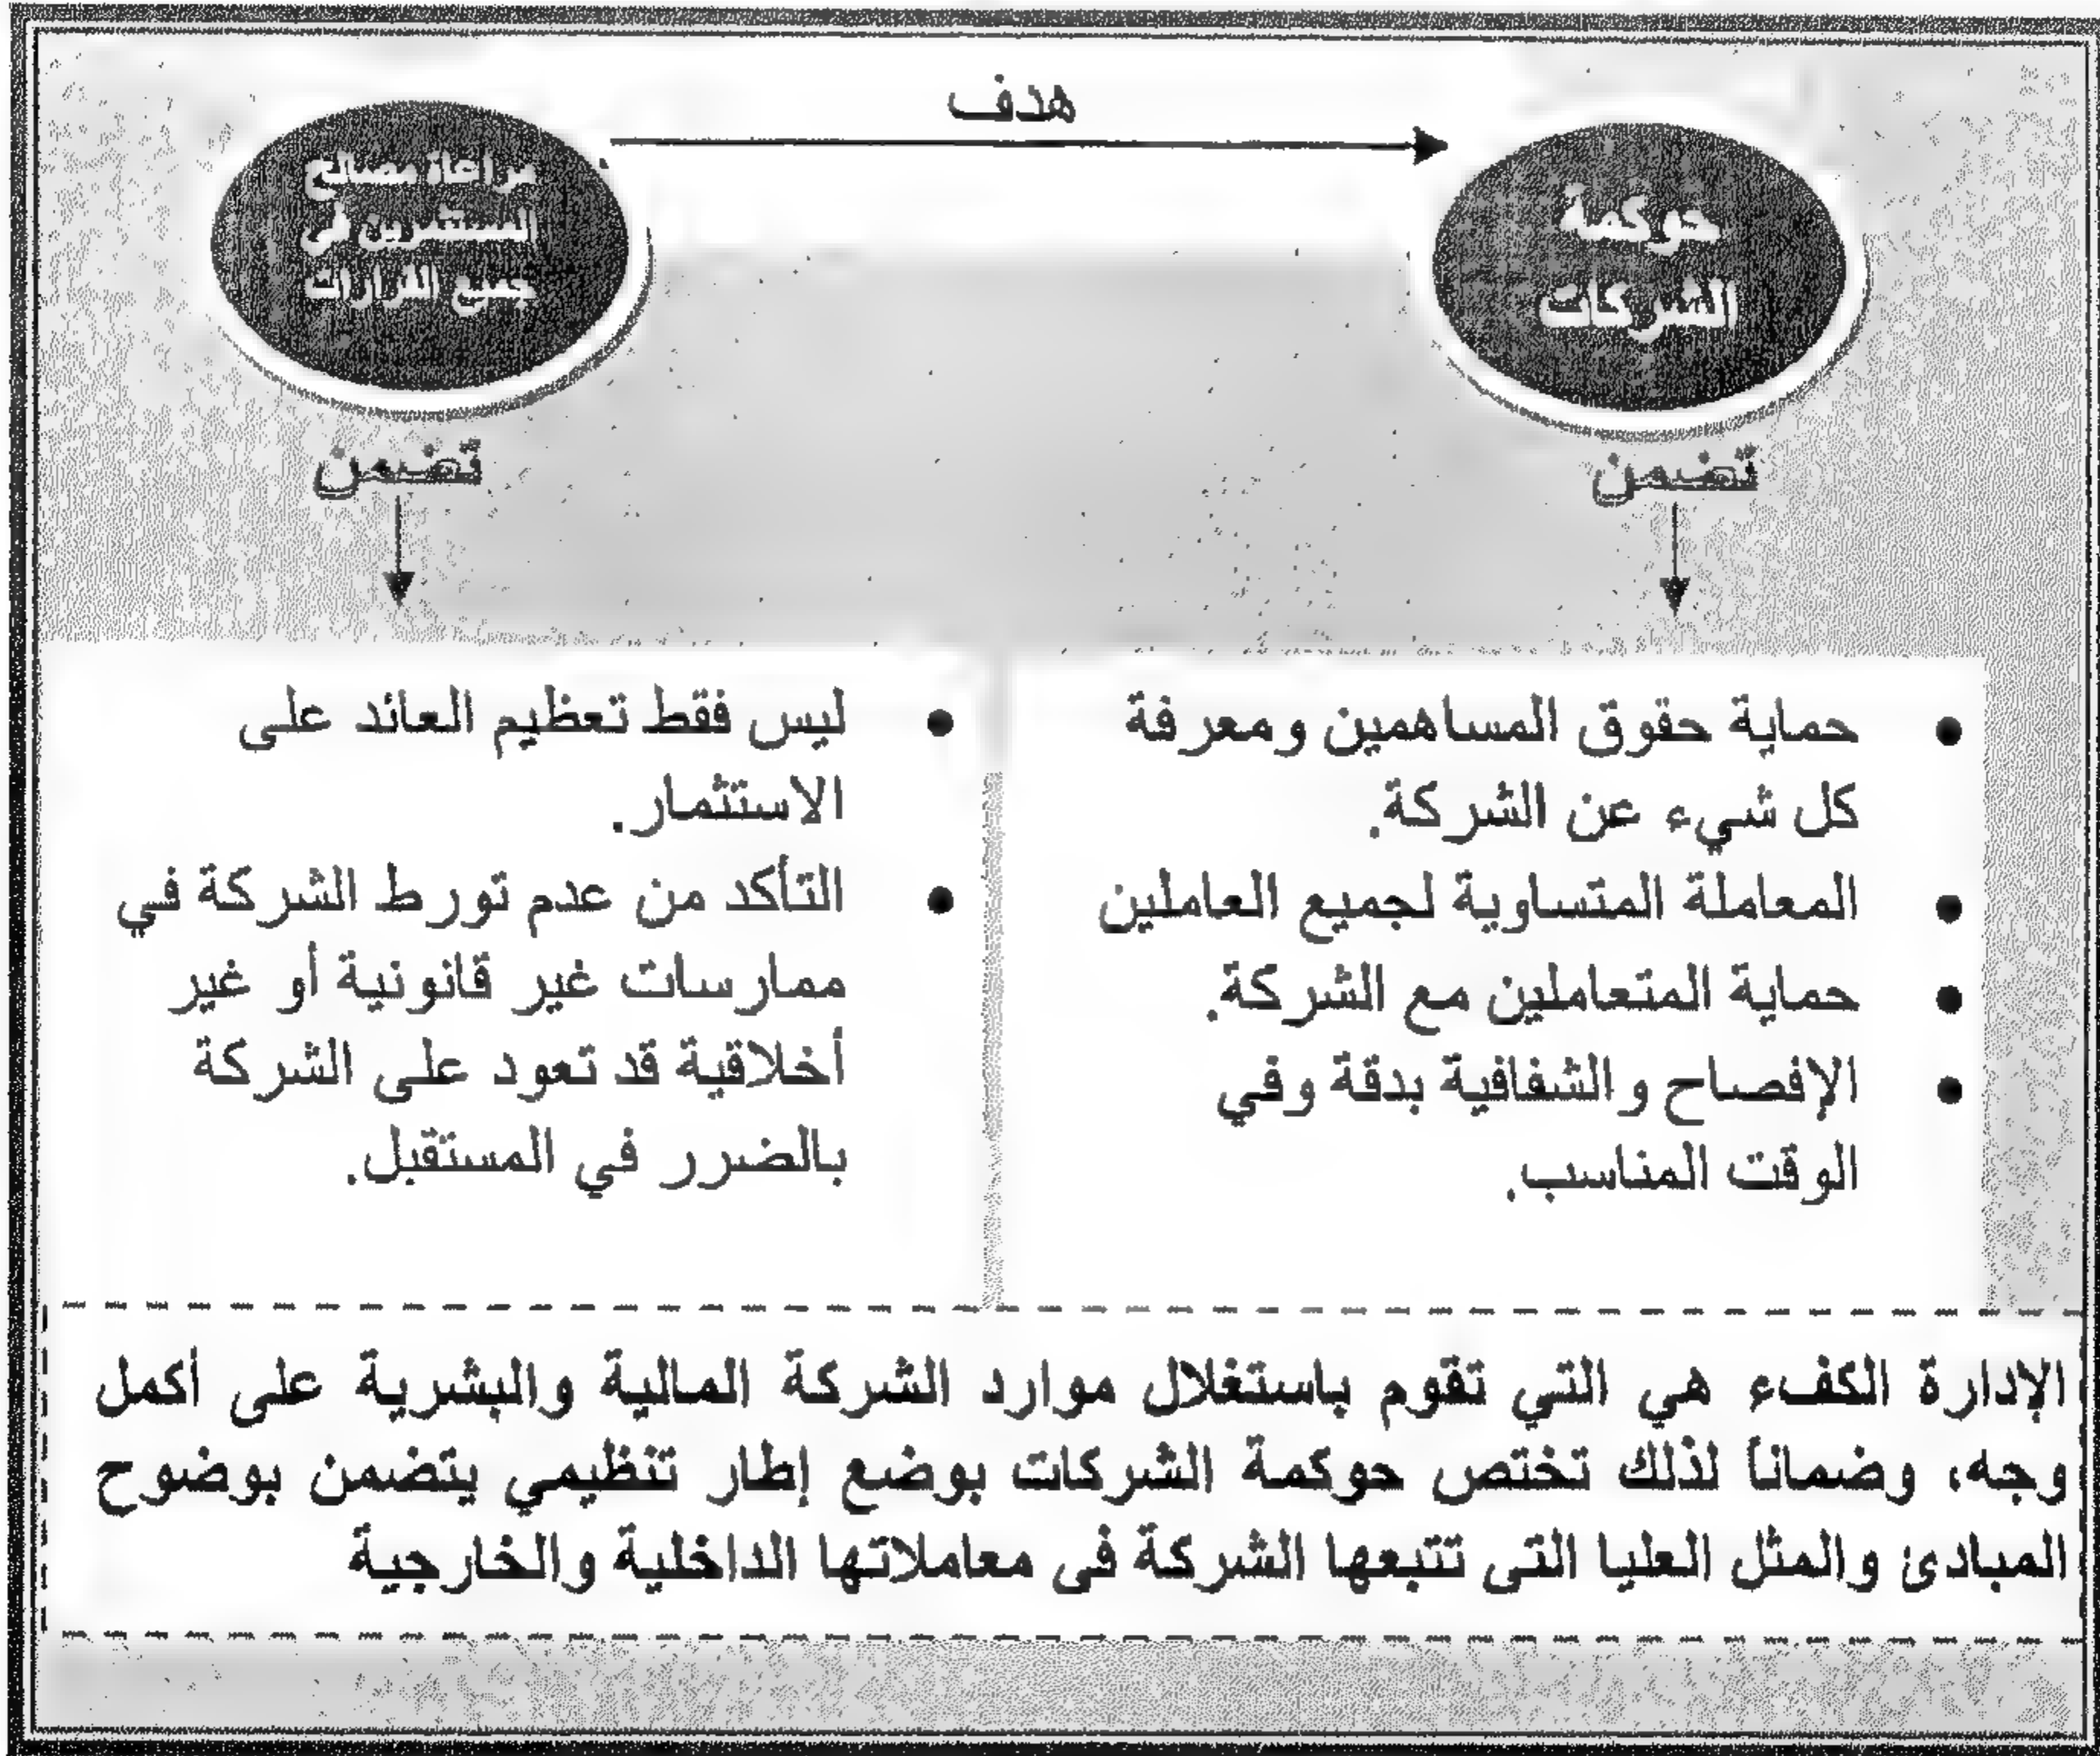 هدف
حوكمة
الشركات
مراعاة مصالح
المستثمرين فى
جميع القرارات
تضمن
تضمن
• حماية حقوق المساهمين ومعرفة
كل شيء عن الشركة.
• المعاملة المتساوية لجميع العاملين
• حماية المتعاملين مع الشركة.
• الإفصاح والشفافية بدقة وفي
الوقت المناسب.
• ليس فقط تعظيم العائد على
الاستثمار.
• التأكد من عدم تورط الشركة في
ممارسات غير قانونية أو غير
أخلاقية قد تعود على الشركة
بالضرر في المستقبل.
الإدارة الكفء هي التي تقوم باستغلال موارد الشركة المالية والبشرية على أكمل
وجه، وضماناً لذلك تختص حوكمة الشركات بوضع إطار تنظيمي يتضمن بوضوح
المبادئ والمثل العليا التى تتبعها الشركة فى معاملاتها الداخلية والخارجية